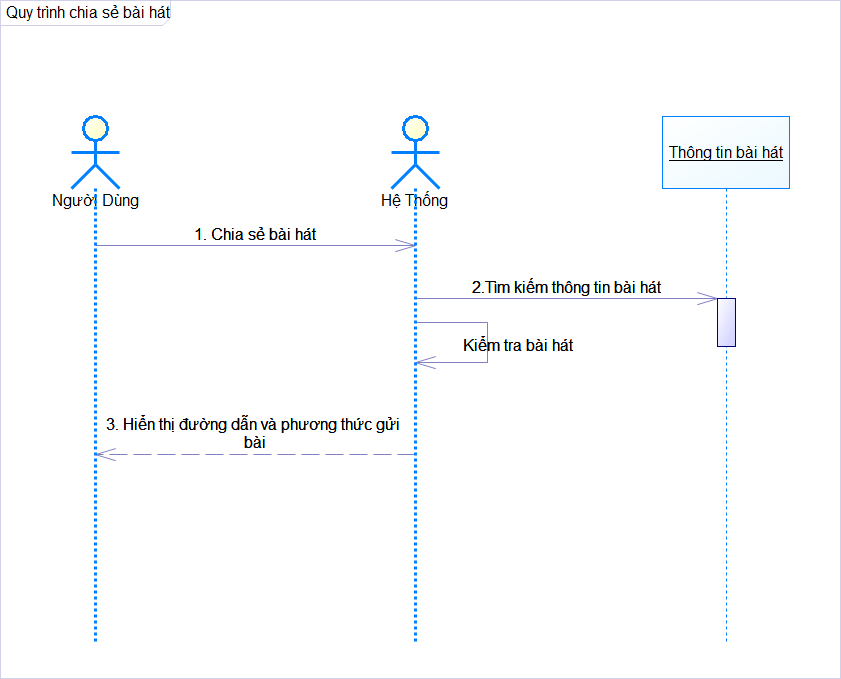 Quy trình chia sẻ bài hát
Người Dùng
Hệ Thống
Thông tin bài hát
1. Chia sẻ bài hát
2.Tìm kiếm thông tin bài hát
Kiểm tra bài hát
3. Hiển thị đường dẫn và phương thức gửi
bài